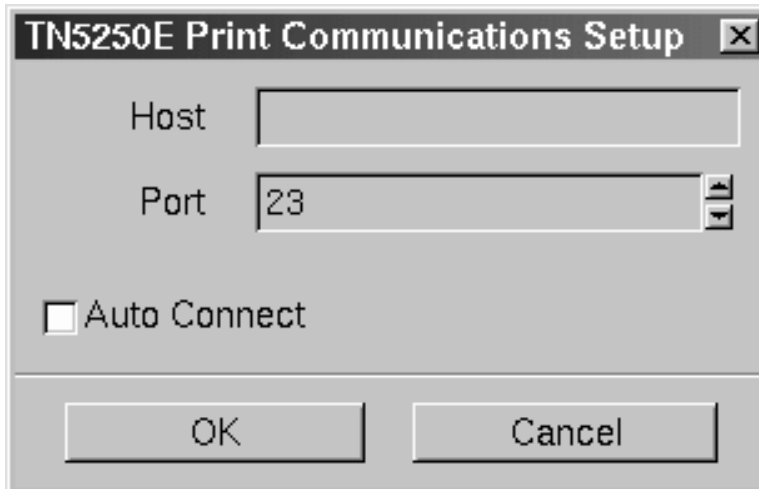 TN5250E Print Communications Setup
Host
Port 23
Auto Connect
OK Cancel